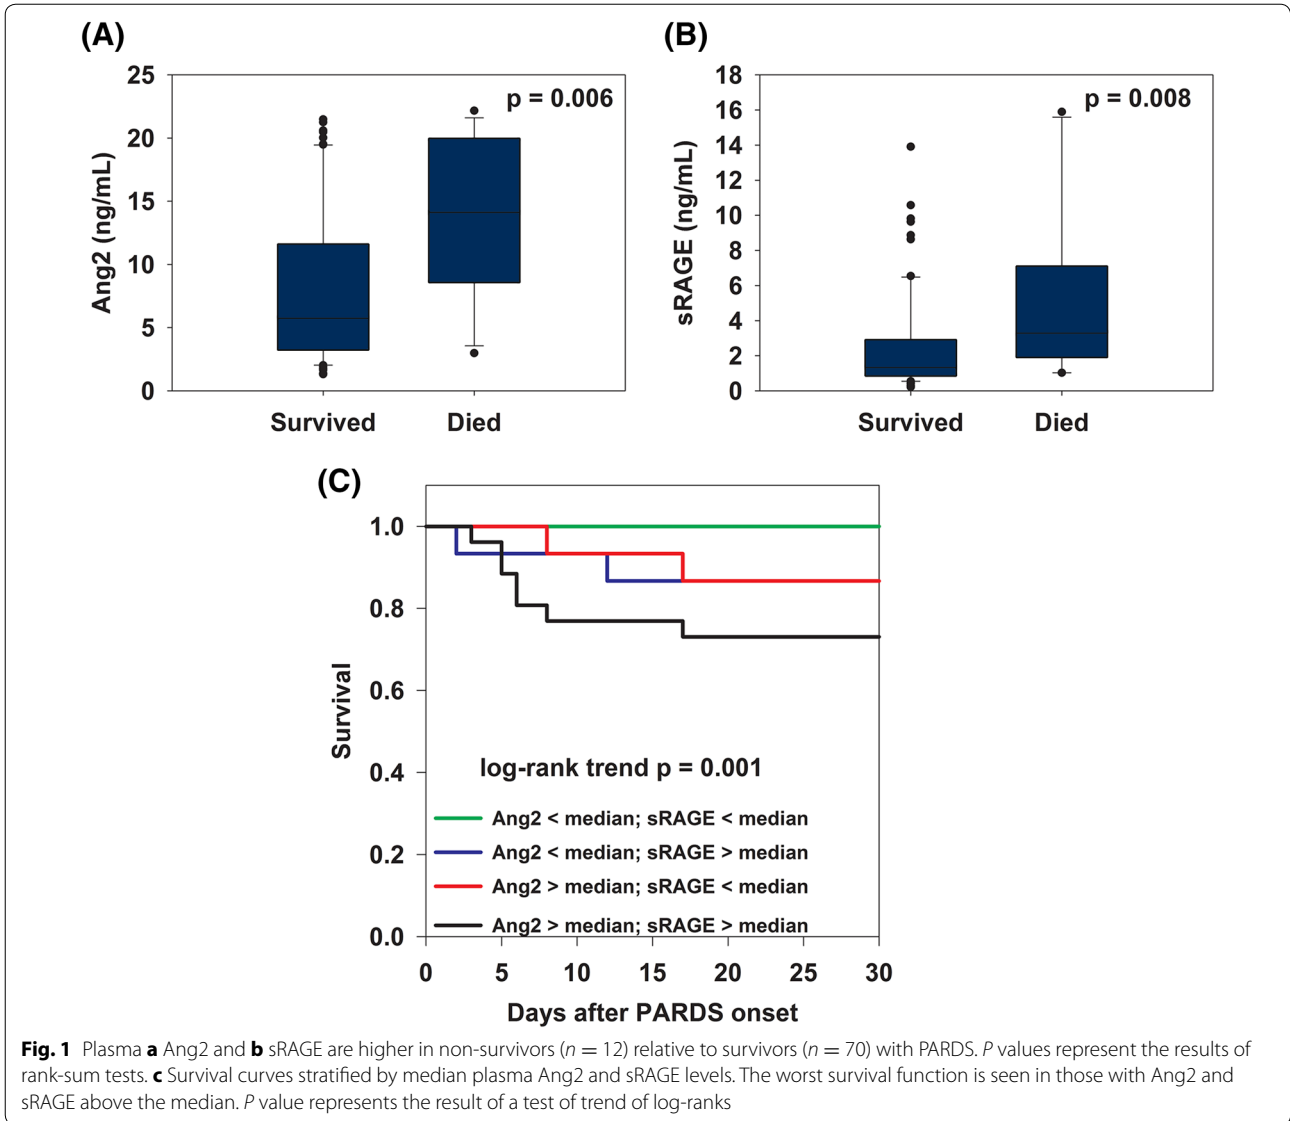 (A)
(B)
p = 0.006
p = 0.008
Ang2 (ng/mL)
25
20
15
10
5
0
Survived
Died
sRAGE (ng/mL)
18
16
14
12
10
8
6
4
2
0
Survived
Died
(C)
Survival
1.0
0.8
0.6
0.4
0.2
0.0
log-rank trend p = 0.001
Ang2 < median; sRAGE < median
Ang2 < median; sRAGE > median
Ang2 > median; sRAGE < median
Ang2 > median; sRAGE > median
0 5 10 15 20 25 30
Days after PARDS onset
Fig. 1 Plasma a Ang2 and b sRAGE are higher in non-survivors (n = 12) relative to survivors (n = 70) with PARDS. P values represent the results of
rank-sum tests. c Survival curves stratified by median plasma Ang2 and sRAGE levels. The worst survival function is seen in those with Ang2 and
sRAGE above the median. P value represents the result of a test of trend of log-ranks